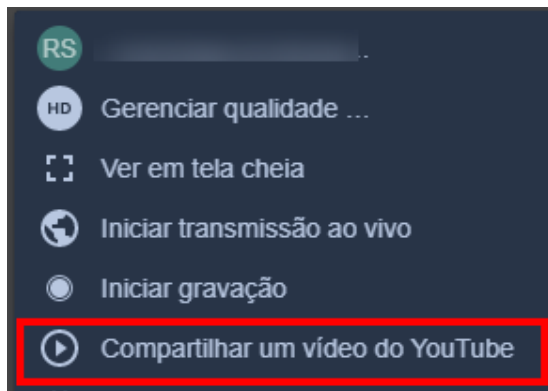 RS ..
HD Gerenciar qualidade ...
Ver em tela cheia
Iniciar transmissão ao vivo
Iniciar gravação
Compartilhar um vídeo do YouTube